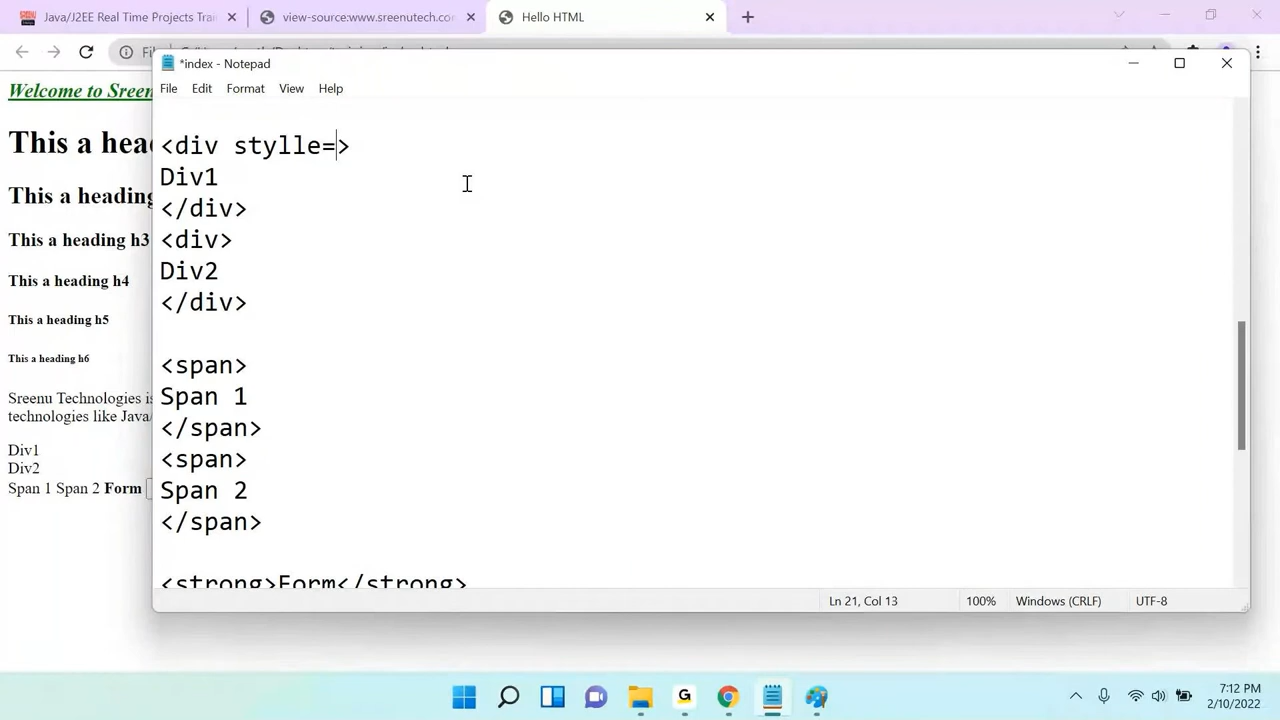 Java/J2EE Real Time Projects Trai
view-source:www.sreenutech.com
Hello HTML
*index - Notepad
File Edit Format View Help
Welcome to Sreen
This a hea
This a heading
This a heading h3
This a heading h4
This a heading h5
This a heading h6
Sreenu Technologies is
technologies like Java/
Div1
Div2
Span 1 Span 2 Form
<div stylle=>
Div1
</div>
<div>
Div2
</div>
<span>
Span 1
</span>
<span>
Span 2
</span>
<strong>Form</strong>
Ln 21, Col 13 100% Windows (CRLF) UTF-8
G
7:12 PM
2/10/2022